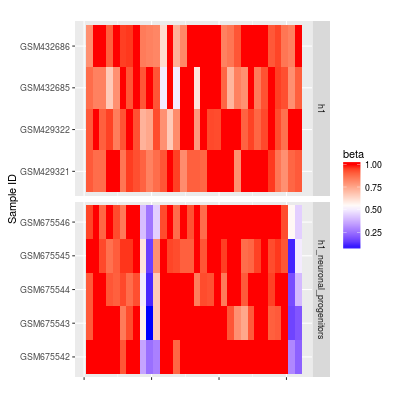 GSM432686
GSM432685
GSM429322
GSM429321
h1
GSM675546
GSM675545
GSM675544
GSM675543
GSM675542
h1_neuronal_progenitors
Sample ID
beta
1.00
0.75
0.50
0.25